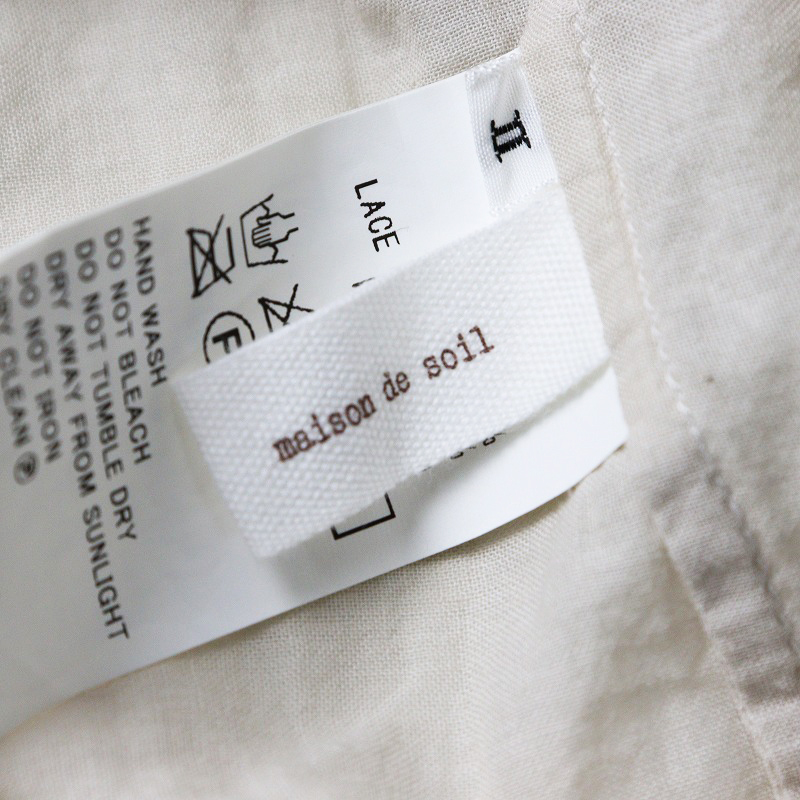 II
LACE
maison de soil
HAND WASH
DO NOT BLEACH
DO NOT TUMBLE DRY
DRY AWAY FROM SUNLIGHT
DO NOT IRON
DRY CLEAN Ⓟ
F